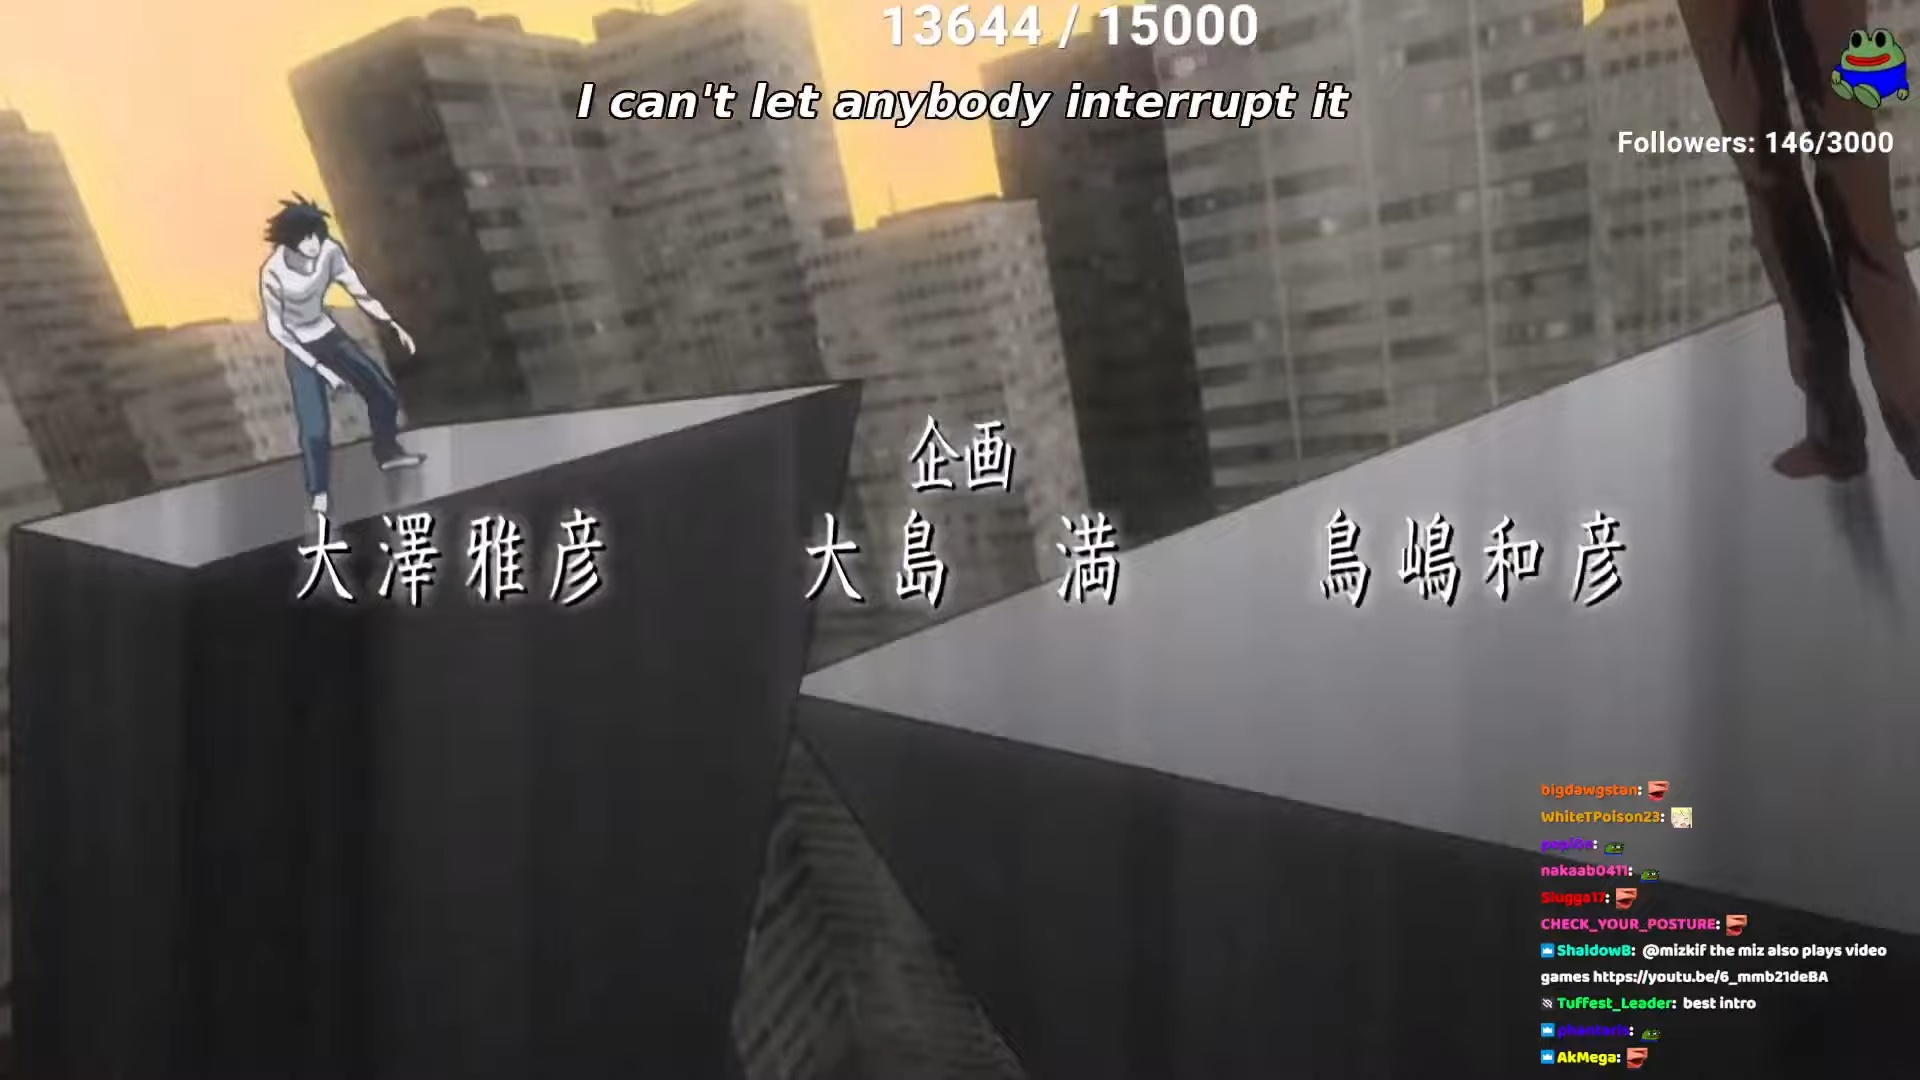 13644 / 15000
I can't let anybody interrupt it
Followers: 146/3000
企画
大澤雅彦 大島 満 鳥嶋和彦
bigdawgstan:
WhiteTPoison23:
nakaab0411:
Slugga17:
CHECK_YOUR_POSTURE:
ShaldowB: @mizkif the miz also plays video
games https://youtu.be/6_mmb21deBA
Tuffest_Leader: best intro
phantaris:
AkMega: